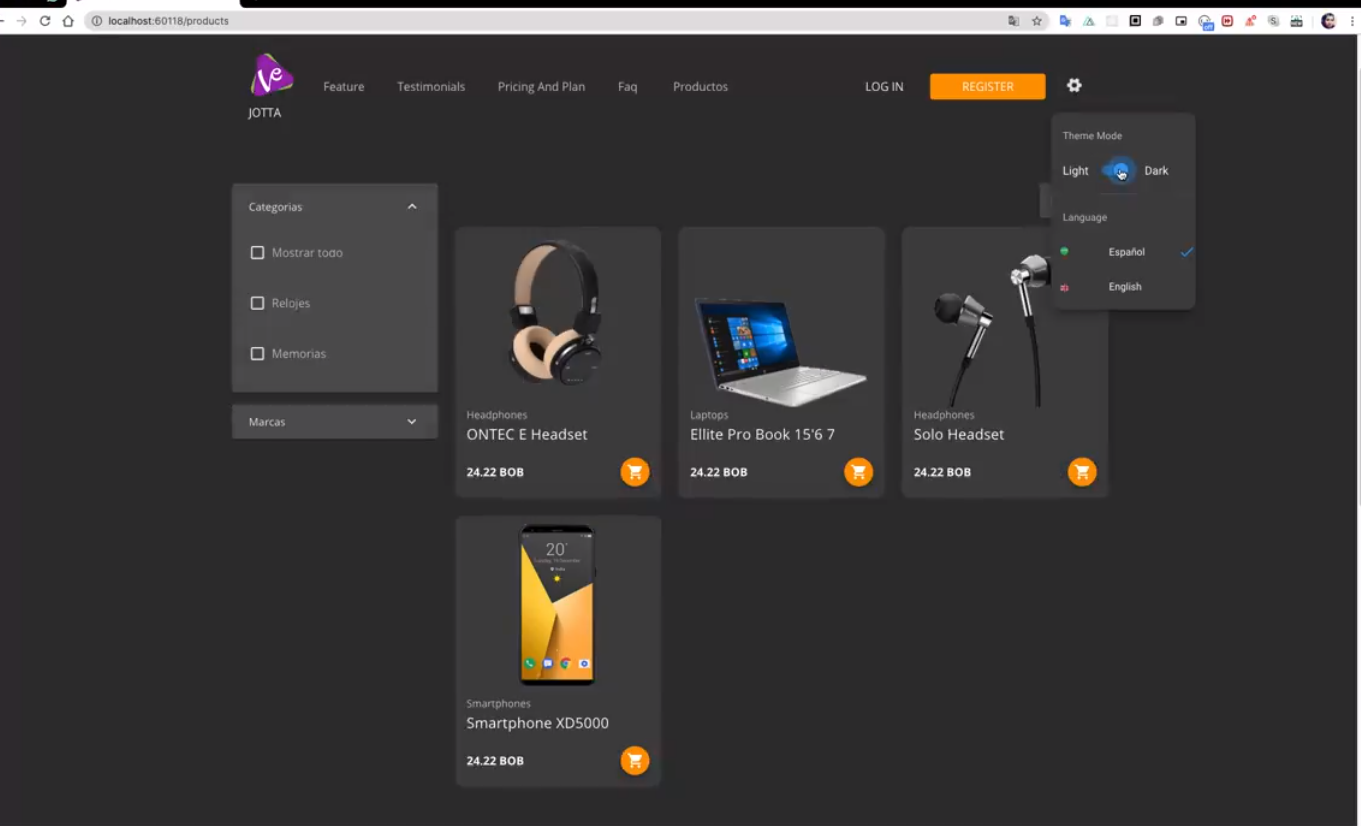 localhost:60118/products
Ve
JOTTA
Feature
Testimonials
Pricing And Plan
Faq
Productos
LOG IN
REGISTER
Theme Mode
Light
Dark
Language
Español
English
Categorias
Mostrar todo
Relojes
Memorias
Marcas
Headphones
ONTEC E Headset
24.22 BOB
Laptops
Ellite Pro Book 15'6 7
24.22 BOB
Headphones
Solo Headset
24.22 BOB
20°
Smartphones
Smartphone XD5000
24.22 BOB